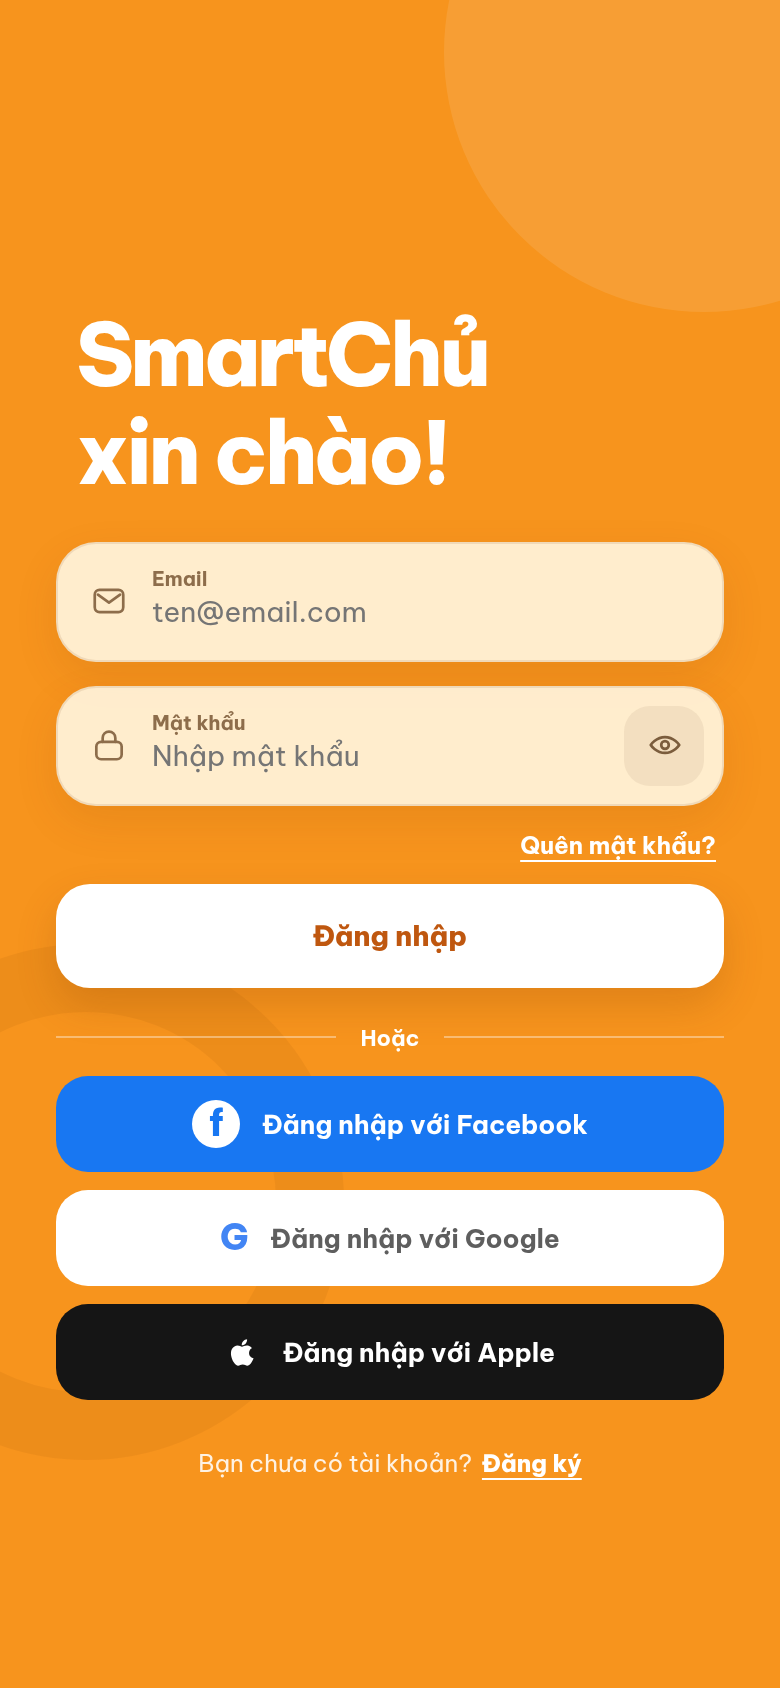 SmartChủ
xin chào!
Email
ten@email.com
Mật khẩu
Nhập mật khẩu
Quên mật khẩu?
Đăng nhập
Hoặc
f Đăng nhập với Facebook
G Đăng nhập với Google
Đăng nhập với Apple
Bạn chưa có tài khoản? Đăng ký